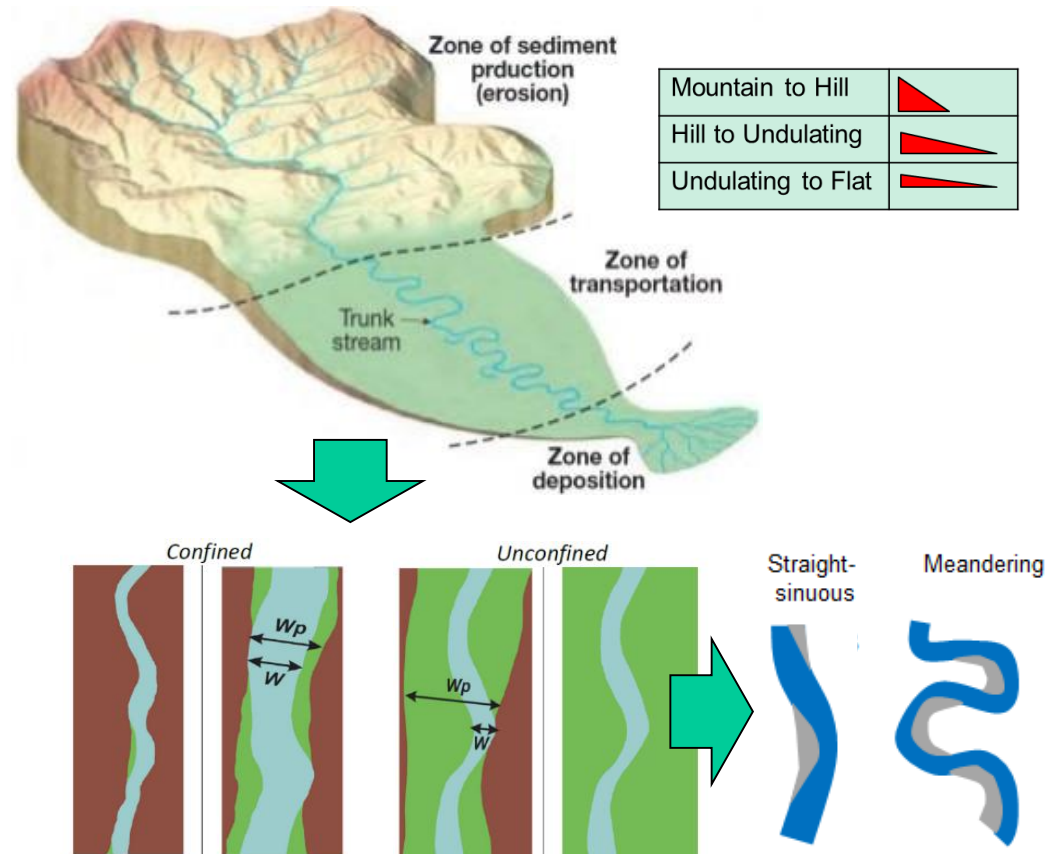 Zone of sediment
prduction
(erosion)
Mountain to Hill
Hill to Undulating
Undulating to Flat
Zone of
transportation
Trunk
stream
Zone of
deposition
Confined
Unconfined
Straight-
sinuous
Meandering
Wp
W
Wp
W